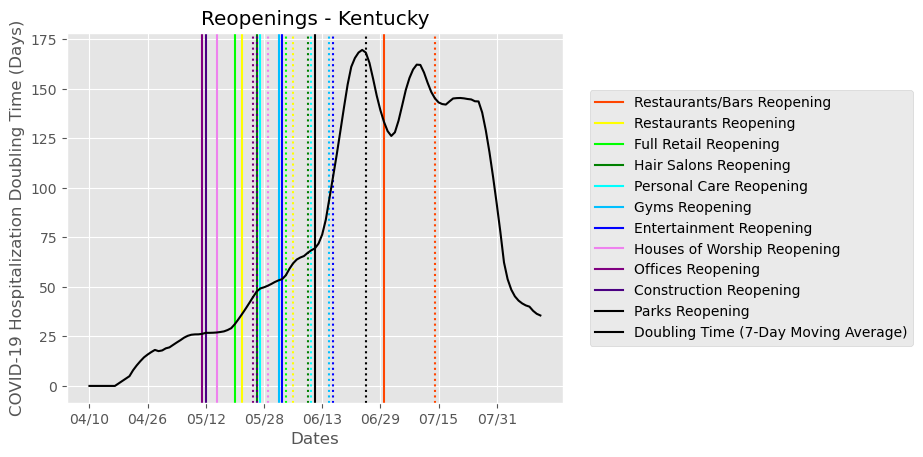 Reopenings - Kentucky
COVID-19 Hospitalization Doubling Time (Days)
175
150
125
100
75
50
25
0
04/10 04/26 05/12 05/28 06/13 06/29 07/15 07/31
Dates
Restaurants/Bars Reopening
Restaurants Reopening
Full Retail Reopening
Hair Salons Reopening
Personal Care Reopening
Gyms Reopening
Entertainment Reopening
Houses of Worship Reopening
Offices Reopening
Construction Reopening
Parks Reopening
Doubling Time (7-Day Moving Average)